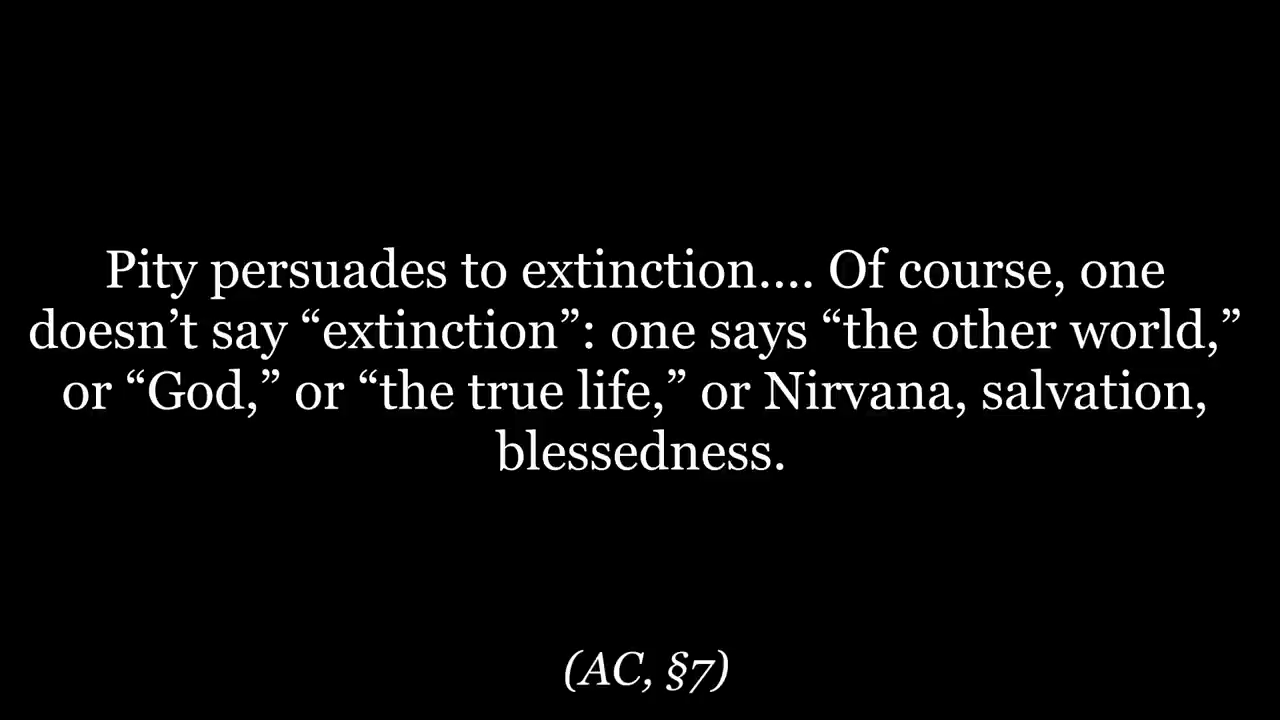 Pity persuades to extinction.... Of course, one
doesn’t say “extinction”: one says “the other world,”
or “God,” or “the true life,” or Nirvana, salvation,
blessedness.
(AC, §7)